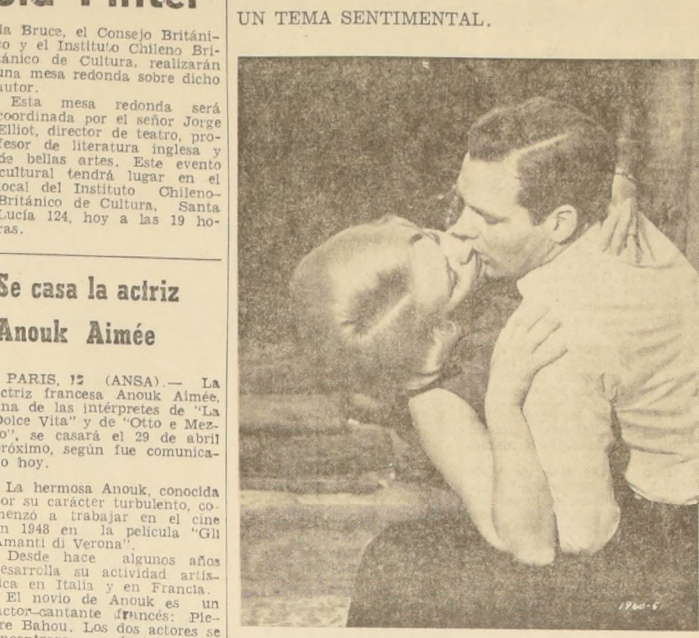 Bruce, el Consejo Británi-
y el Instituto Chileno Bri-
tánico de Cultura, realizarán
una mesa redonda sobre dicho
autor.
Esta mesa redonda será
coordinada por el señor Jorge
Elliot, director de teatro, pro-
fesor de literatura inglesa y
de bellas artes. Este evento
cultural tendrá lugar en el
local del Instituto Chileno-
Británico de Cultura, Santa
Lucía 124, hoy a las 19 ho-
ras.
Se casa la actriz
Anouk Aimée
PARIS, 15 (ANSA).— La
actriz francesa Anouk Aimée,
una de las intérpretes de "La
Dolce Vita" y de "Otto e Mez-
zo", se casará el 29 de abril
próximo, según fue comunica-
do hoy.
La hermosa Anouk, conocida
por su carácter turbulento, co-
menzó a trabajar en el cine
en 1948 en la película "Gli
Amanti di Verona".
Desde hace algunos años
desarrolla su actividad artís-
tica en Italia y en Francia.
El novio de Anouk es un
actor-cantante francés: Pie-
rre Bahou. Los dos actores se
UN TEMA SENTIMENTAL.